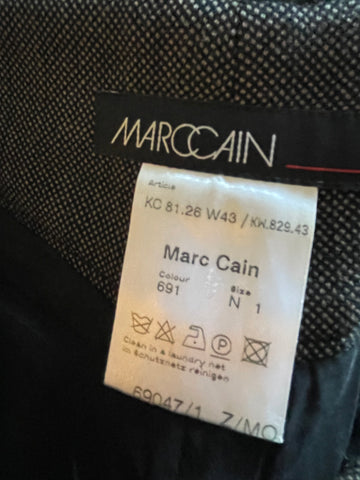 MARCCAIN
Article
KC 81.26 W43 / KW.829.43
Marc Cain
Colour Size
691 N 1
Clean in a laundry net
im Schutznetz reinigen
69047/1 Z/MO